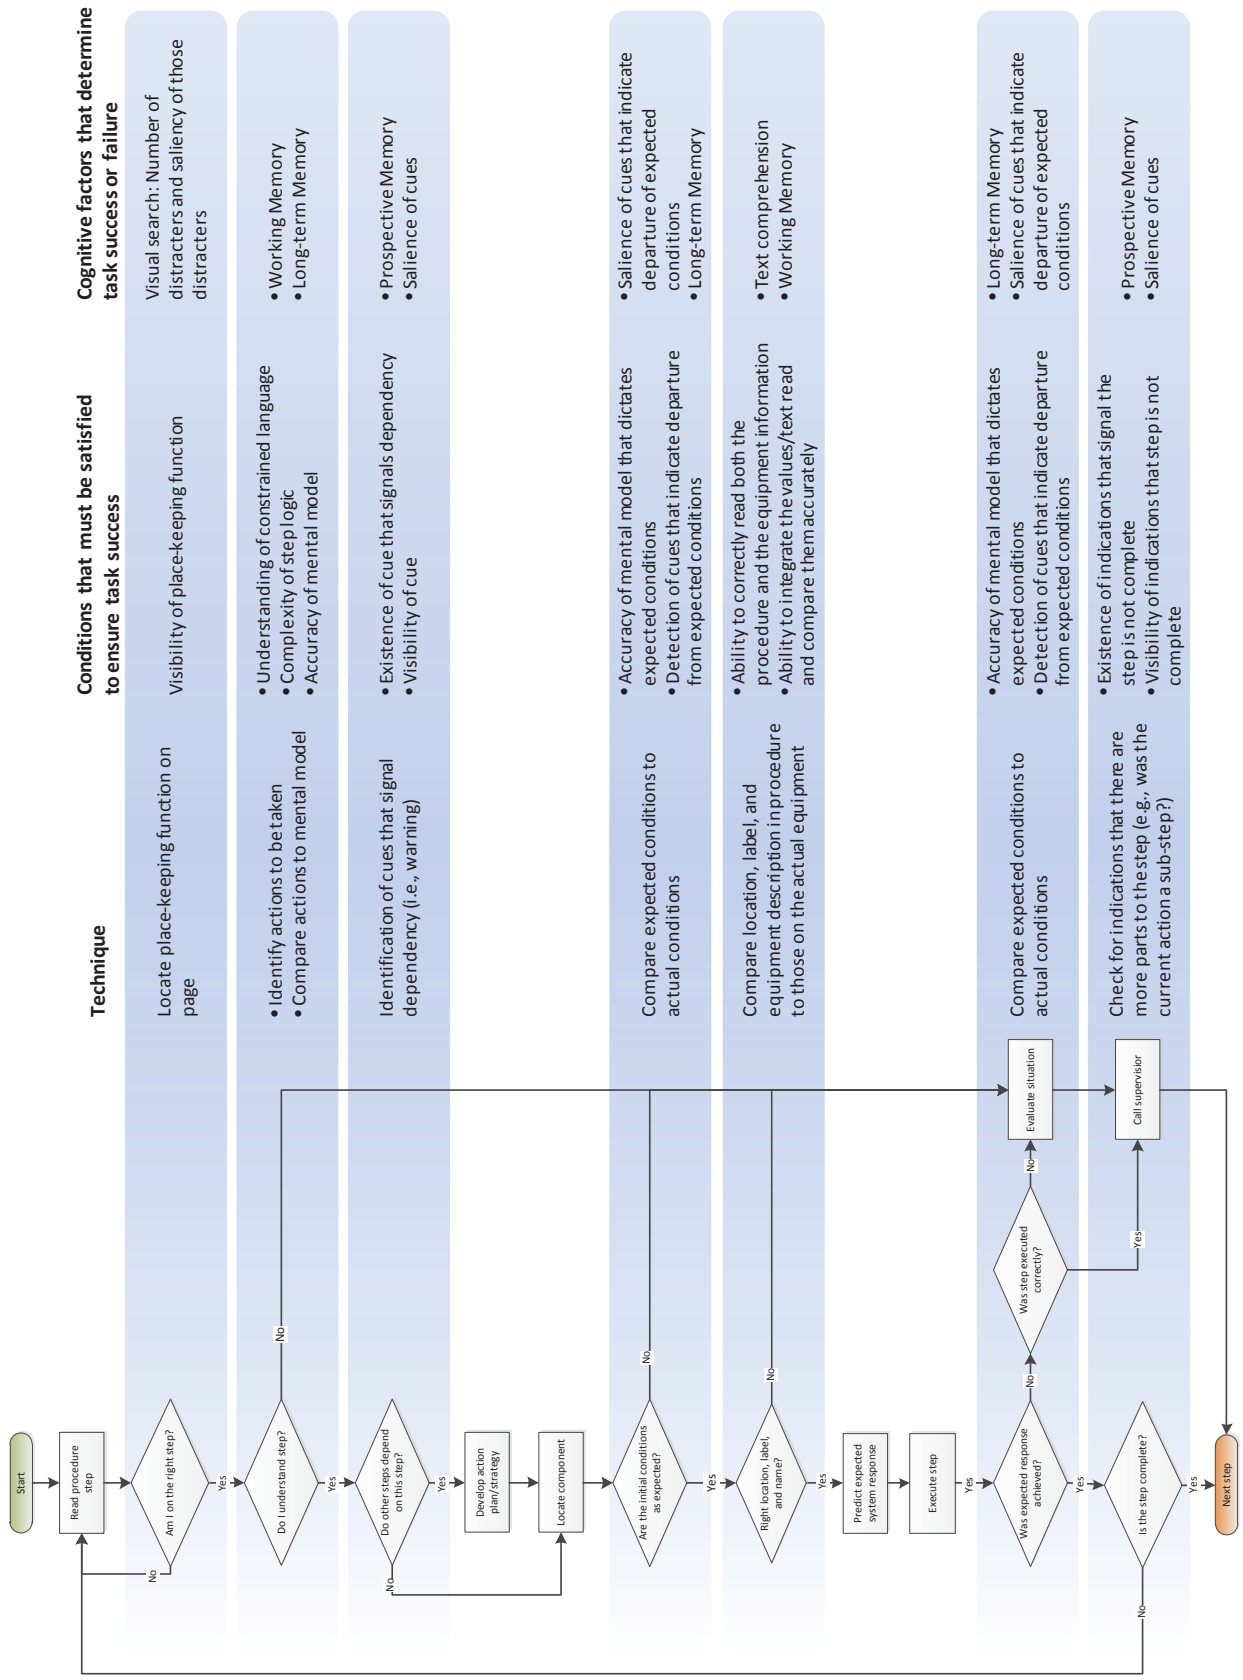 Technique
Conditions that must be satisfied
to ensure task success
Cognitive factors that determine
task success or failure
Start
Read procedure
step
Am I on the right step?
No
Yes
Locate place-keeping function on
page
Visibility of place-keeping function
Visual search: Number of
distracters and saliency of those
distracters
Do I understand step?
No
Yes
• Identify actions to be taken
• Compare actions to mental model
• Understanding of constrained language
• Complexity of step logic
• Accuracy of mental model
• Working Memory
• Long-term Memory
Do other steps depend
on this step?
No
Yes
Identification of cues that signal
dependency (i.e., warning)
• Existence of cue that signals dependency
• Visibility of cue
• Prospective Memory
• Salience of cues
Develop action
plan/strategy
Locate component
Are the initial conditions
as expected?
No
Yes
Compare expected conditions to
actual conditions
• Accuracy of mental model that dictates
expected conditions
• Detection of cues that indicate departure
from expected conditions
• Salience of cues that indicate
departure of expected
conditions
• Long-term Memory
Right location, label,
and name?
No
Yes
Compare location, label, and
equipment description in procedure
to those on the actual equipment
• Ability to correctly read both the
procedure and the equipment information
• Ability to integrate the values/text read
and compare them accurately
• Text comprehension
• Working Memory
Predict expected
system response
Execute step
Yes
Was expected response
achieved?
No
Yes
Was step executed
correctly?
No
Yes
Evaluate situation
Compare expected conditions to
actual conditions
• Accuracy of mental model that dictates
expected conditions
• Detection of cues that indicate departure
from expected conditions
• Long-term Memory
• Salience of cues that indicate
departure of expected
conditions
Is the step complete?
No
Yes
Call supervisior
Check for indications that there are
more parts to the step (e.g., was the
current action a sub-step?)
• Existence of indications that signal the
step is not complete
• Visibility of indications that step is not
complete
• Prospective Memory
• Salience of cues
Next step